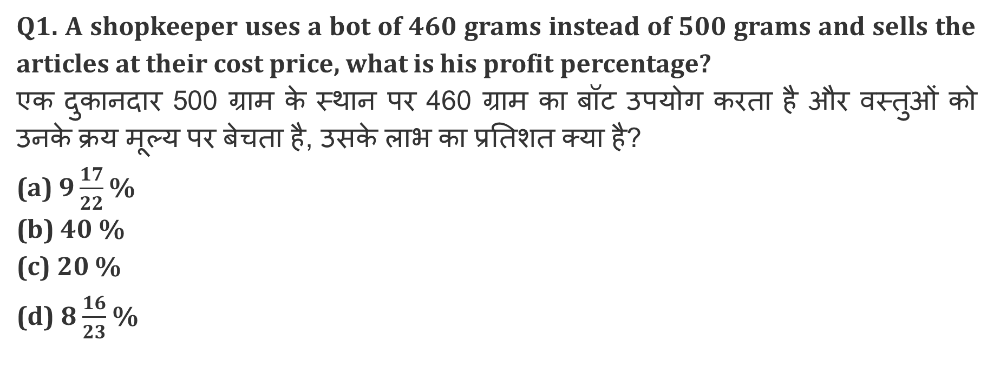 Q1. A shopkeeper uses a bot of 460 grams instead of 500 grams and sells the
articles at their cost price, what is his profit percentage?
एक दुकानदार 500 ग्राम के स्थान पर 460 ग्राम का बॉट उपयोग करता है और वस्तुओं को
उनके क्रय मूल्य पर बेचता है, उसके लाभ का प्रतिशत क्या है?
(a) 9 17/22 %
(b) 40 %
(c) 20 %
(d) 8 16/23 %